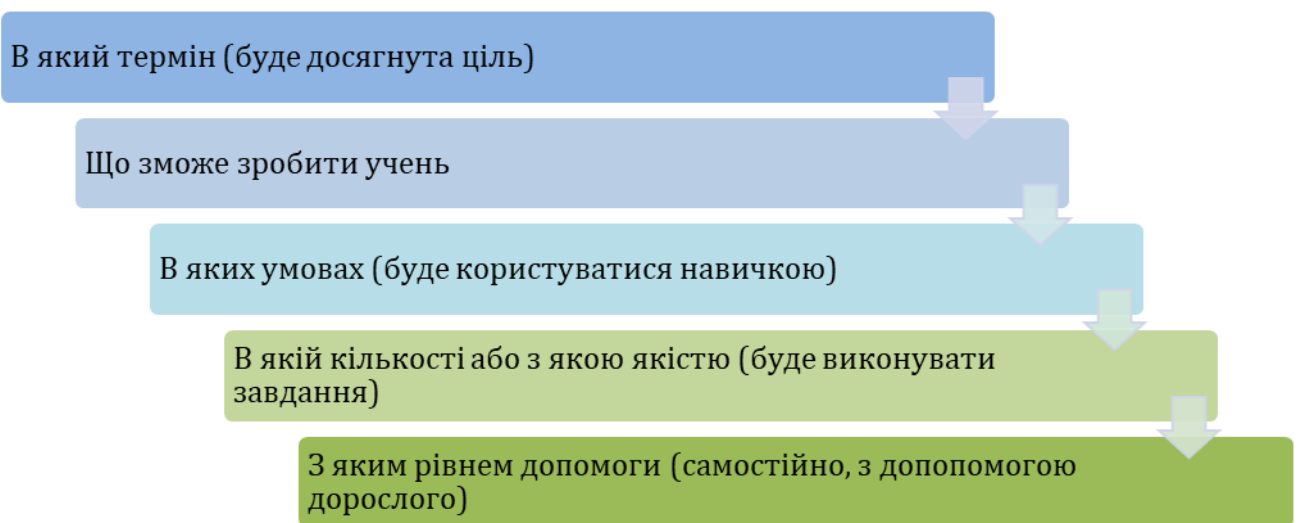 В який термін (буде досягнута ціль)
Що зможе зробити учень
В яких умовах (буде користуватися навичкою)
В якій кількості або з якою якістю (буде виконувати
завдання)
З яким рівнем допомоги (самостійно, з допопомогою
дорослого)